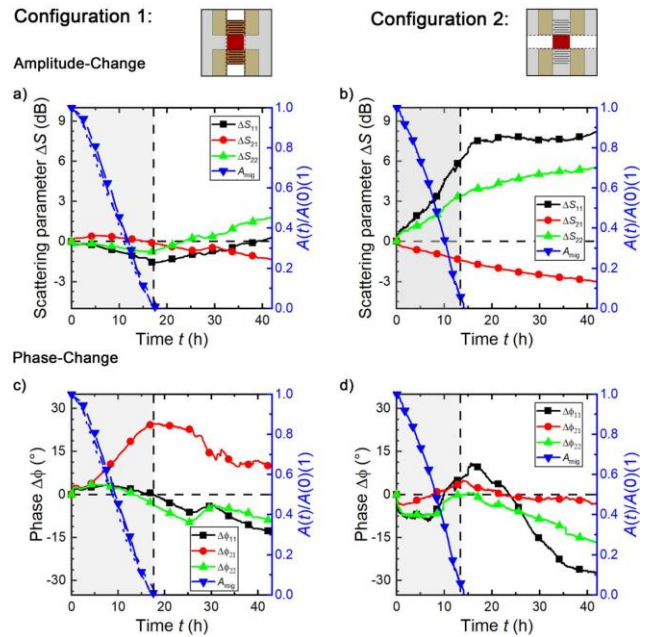 Configuration 1:
Configuration 2:
Amplitude-Change
a)
b)
Scattering parameter ΔS (dB)
9
6
3
0
-3
ΔS₁₁
ΔS₂₁
ΔS₂₂
A_mig
1.0
0.8
0.6
0.4
0.2
0.0
A(t)/A(0)(1)
0 10 20 30 40
Time t (h)
Scattering parameter ΔS (dB)
9
6
3
0
-3
ΔS₁₁
ΔS₂₁
ΔS₂₂
A_mig
1.0
0.8
0.6
0.4
0.2
0.0
A(t)/A(0)(1)
0 10 20 30 40
Time t (h)
Phase-Change
c)
d)
Phase Δϕ (°)
30
15
0
-15
-30
Δϕ₁₁
Δϕ₂₁
Δϕ₂₂
A_mig
1.0
0.8
0.6
0.4
0.2
0.0
A(t)/A(0)(1)
0 10 20 30 40
Time t (h)
Phase Δϕ (°)
30
15
0
-15
-30
Δϕ₁₁
Δϕ₂₁
Δϕ₂₂
A_mig
1.0
0.8
0.6
0.4
0.2
0.0
A(t)/A(0)(1)
0 10 20 30 40
Time t (h)